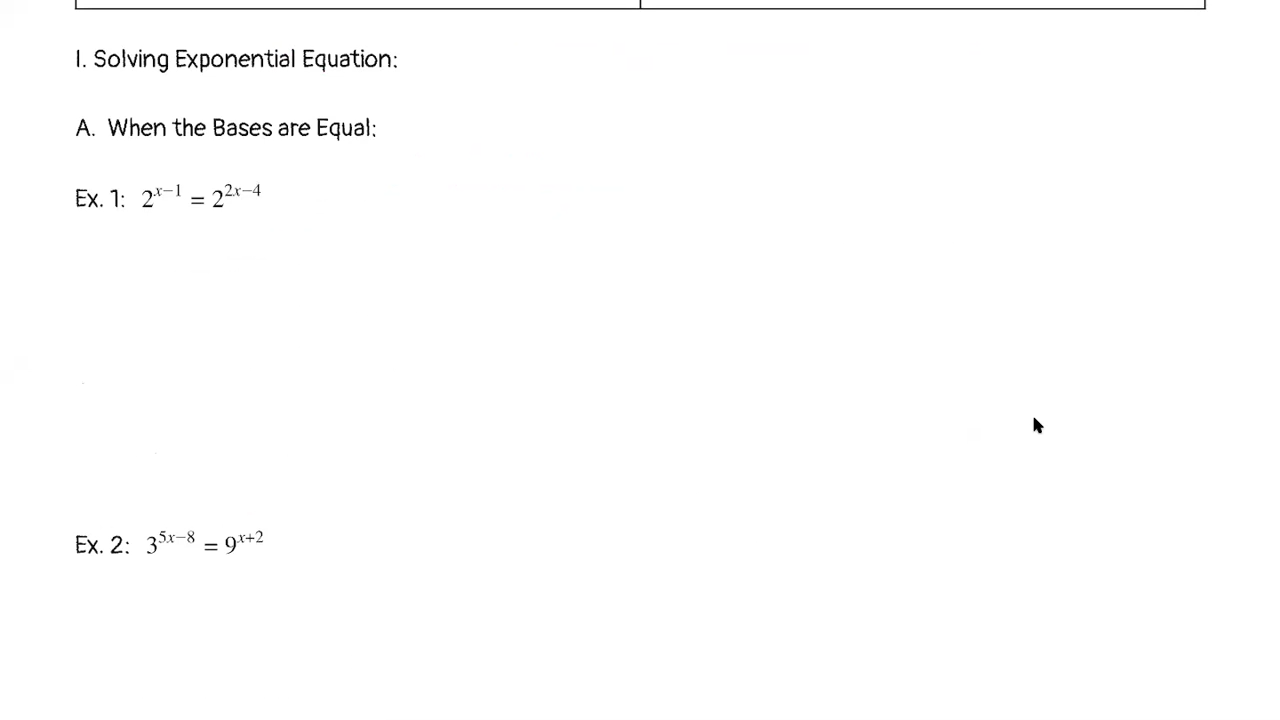 I. Solving Exponential Equation:
A. When the Bases are Equal:
Ex. 1: 2^{x-1} = 2^{2x-4}
Ex. 2: 3^{5x-8} = 9^{x+2}